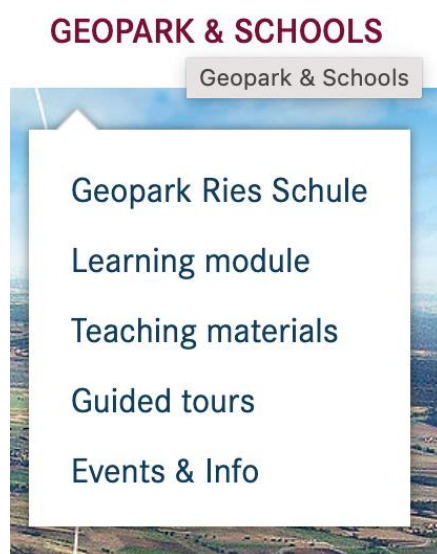 GEOPARK & SCHOOLS
Geopark & Schools
Geopark Ries Schule
Learning module
Teaching materials
Guided tours
Events & Info